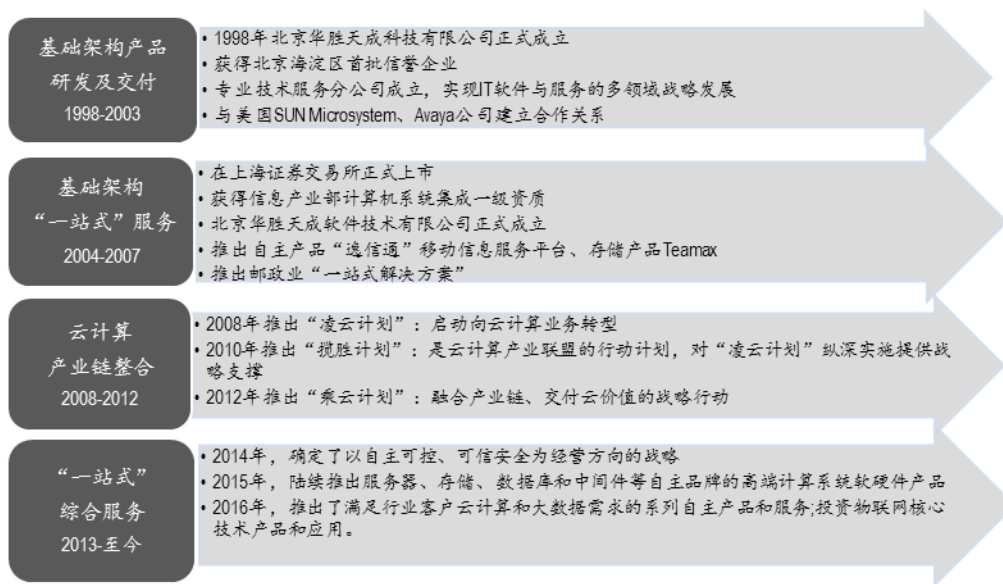 基础架构产品
研发及交付
1998-2003
• 1998年北京华胜天成科技有限公司正式成立
• 获得北京海淀区首批信誉企业
• 专业技术服务分公司成立，实现IT软件与服务的多领域战略发展
• 与美国SUN Microsystem、Avaya公司建立合作关系
基础架构
“一站式”服务
2004-2007
• 在上海证券交易所正式上市
• 获得信息产业部计算机系统集成一级资质
• 北京华胜天成软件技术有限公司正式成立
• 推出自主产品“逸信通”移动信息服务平台、存储产品Teamax
• 推出邮政业“一站式解决方案”
云计算
产业链整合
2008-2012
• 2008年推出“凌云计划”：启动向云计算业务转型
• 2010年推出“揽胜计划”：是云计算产业联盟的行动计划，对“凌云计划”纵深实施提供战
略支撑
• 2012年推出“乘云计划”：融合产业链、交付云价值的战略行动
“一站式”
综合服务
2013-至今
• 2014年，确定了以自主可控、可信安全为经营方向的战略
• 2015年，陆续推出服务器、存储、数据库和中间件等自主品牌的高端计算系统软硬件产品
• 2016年，推出了满足行业客户云计算和大数据需求的系列自主产品和服务;投资物联网核心
技术产品和应用。